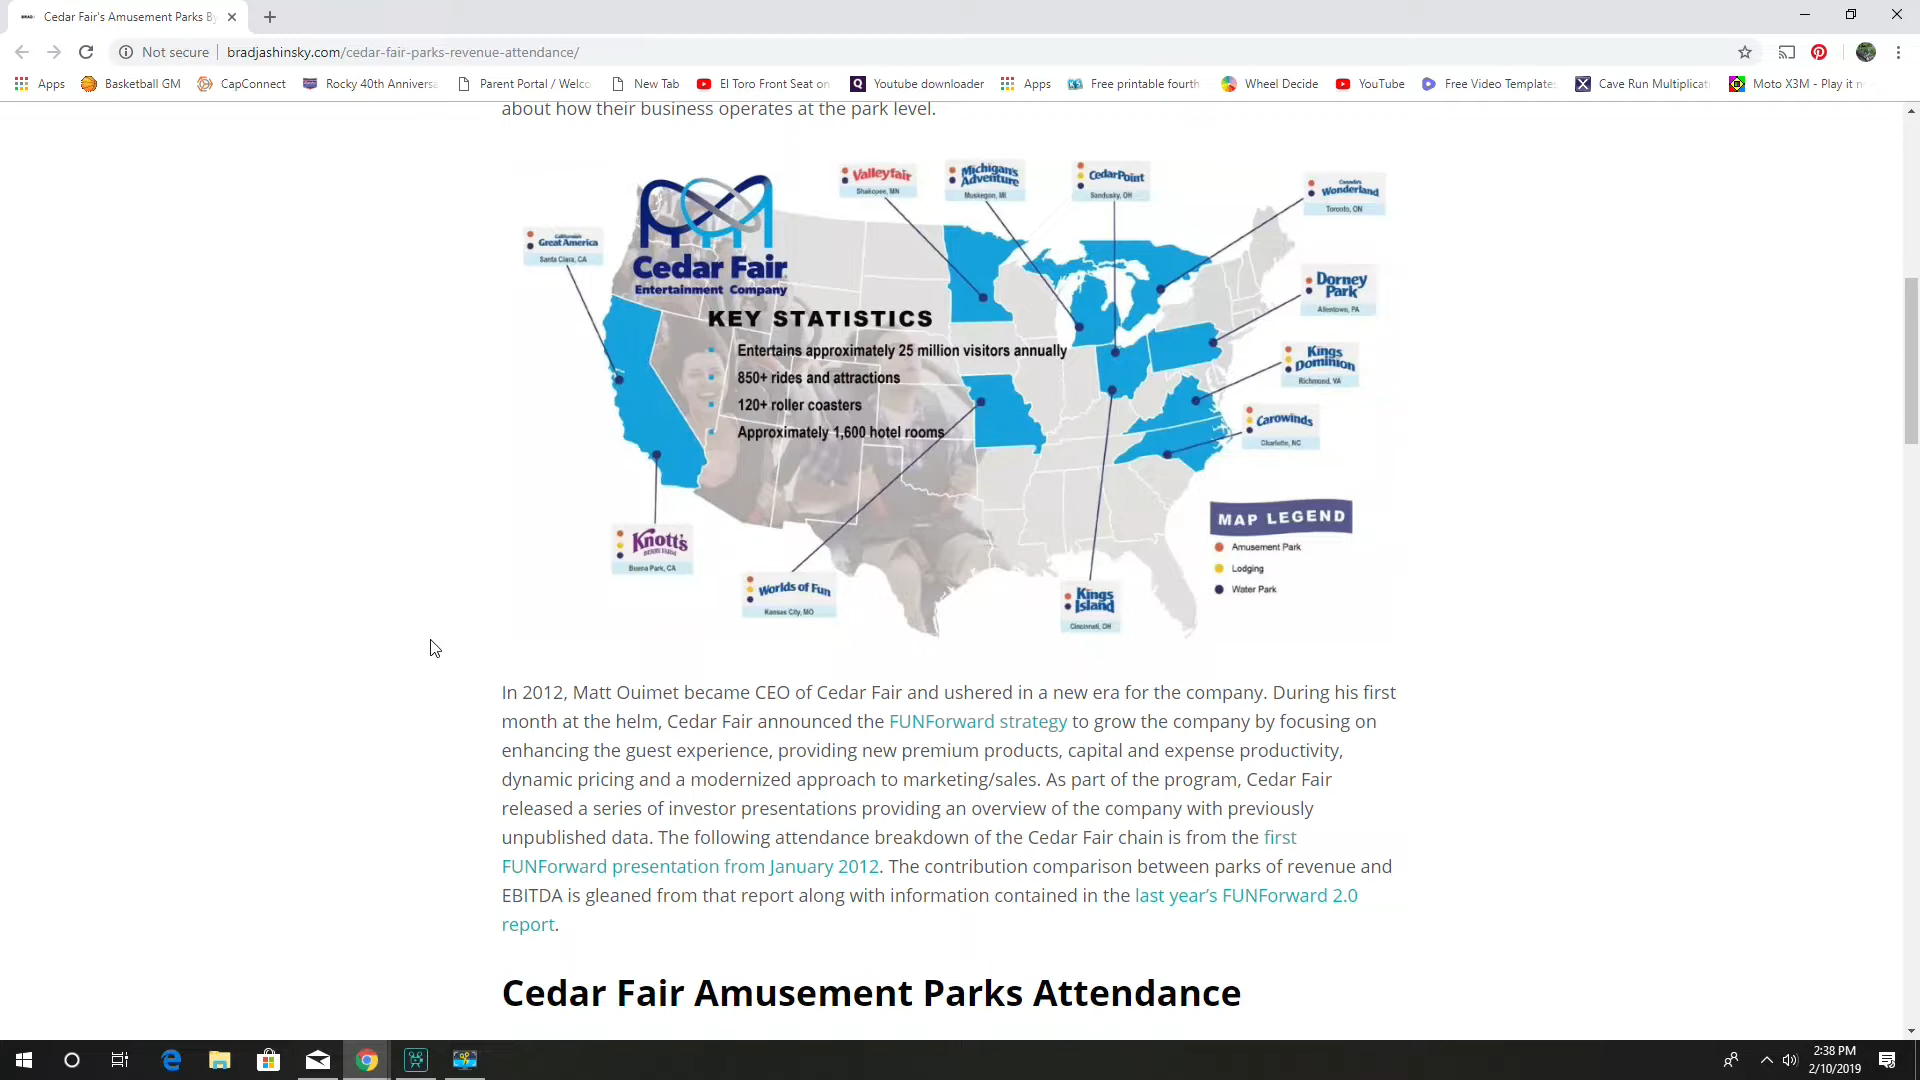 Cedar Fair's Amusement Parks By
Not secure
bradjashinsky.com/cedar-fair-parks-revenue-attendance/
Apps
Basketball GM
CapConnect
Rocky 40th Anniversa
Parent Portal / Welco
New Tab
El Toro Front Seat on
Youtube downloader
Apps
Free printable fourth
Wheel Decide
YouTube
Free Video Templates
Cave Run Multiplicat
Moto X3M - Play it n
about how their business operates at the park level.
Valleyfair
Shakopee, MN
Michigan's
Adventure
Muskegon, MI
CedarPoint
Sandusky, OH
Canada's
Wonderland
Toronto, ON
California's
Great America
Santa Clara, CA
Cedar Fair
Entertainment Company
Dorney
Park
Allentown, PA
KEY STATISTICS
Entertains approximately 25 million visitors annually
850+ rides and attractions
120+ roller coasters
Approximately 1,600 hotel rooms
Kings
Dominion
Richmond, VA
Carowinds
Charlotte, NC
Knott's
BERRY FARM
Buena Park, CA
Worlds of Fun
Kansas City, MO
Kings
Island
Cincinnati, OH
MAP LEGEND
Amusement Park
Lodging
Water Park
In 2012, Matt Ouimet became CEO of Cedar Fair and ushered in a new era for the company. During his first
month at the helm, Cedar Fair announced the FUNForward strategy to grow the company by focusing on
enhancing the guest experience, providing new premium products, capital and expense productivity,
dynamic pricing and a modernized approach to marketing/sales. As part of the program, Cedar Fair
released a series of investor presentations providing an overview of the company with previously
unpublished data. The following attendance breakdown of the Cedar Fair chain is from the first
FUNForward presentation from January 2012. The contribution comparison between parks of revenue and
EBITDA is gleaned from that report along with information contained in the last year's FUNForward 2.0
report.
Cedar Fair Amusement Parks Attendance
2:38 PM
2/10/2019